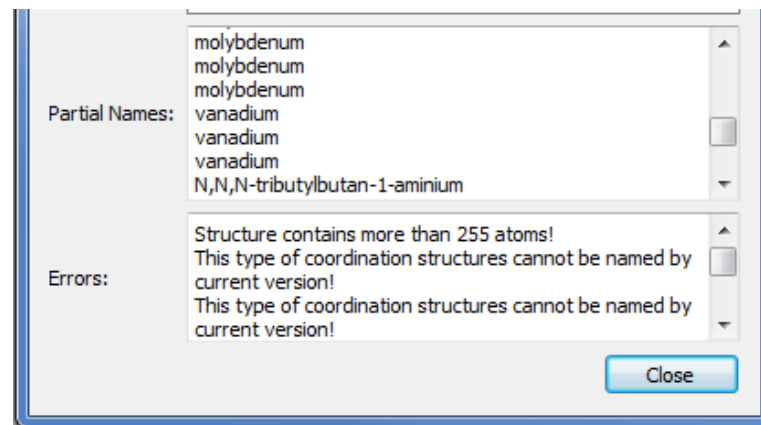 molybdenum
molybdenum
molybdenum
Partial Names:
vanadium
vanadium
vanadium
N,N,N-tributylbutan-1-aminium
Errors:
Structure contains more than 255 atoms!
This type of coordination structures cannot be named by
current version!
This type of coordination structures cannot be named by
current version!
Close